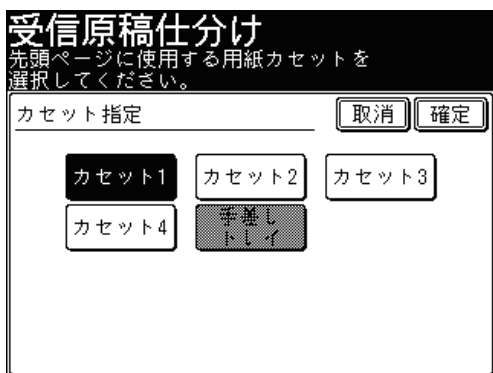 受信原稿仕分け
先頭ページに使用する用紙カセットを
選択してください。
カセット指定 取消 確定
カセット1 カセット2 カセット3
カセット4 手差し
トレイ